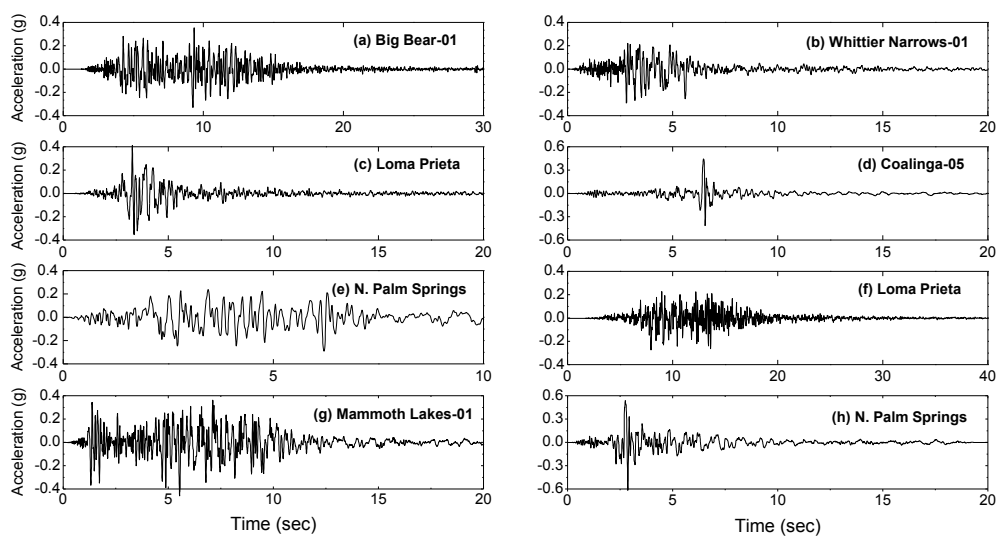 Acceleration (g)
0.4
0.2
0.0
-0.2
-0.4
(a) Big Bear-01
0 10 20 30
0.4
0.2
0.0
-0.2
-0.4
(b) Whittier Narrows-01
0 5 10 15 20
Acceleration (g)
0.4
0.2
0.0
-0.2
-0.4
(c) Loma Prieta
0 5 10 15 20
0.6
0.3
0.0
-0.3
-0.6
(d) Coalinga-05
0 5 10 15 20
Acceleration (g)
0.4
0.2
0.0
-0.2
-0.4
(e) N. Palm Springs
0 5 10
0.4
0.2
0.0
-0.2
-0.4
(f) Loma Prieta
0 10 20 30 40
Acceleration (g)
0.4
0.2
0.0
-0.2
-0.4
(g) Mammoth Lakes-01
0 5 10 15 20
Time (sec)
0.6
0.3
0.0
-0.3
-0.6
(h) N. Palm Springs
0 5 10 15 20
Time (sec)